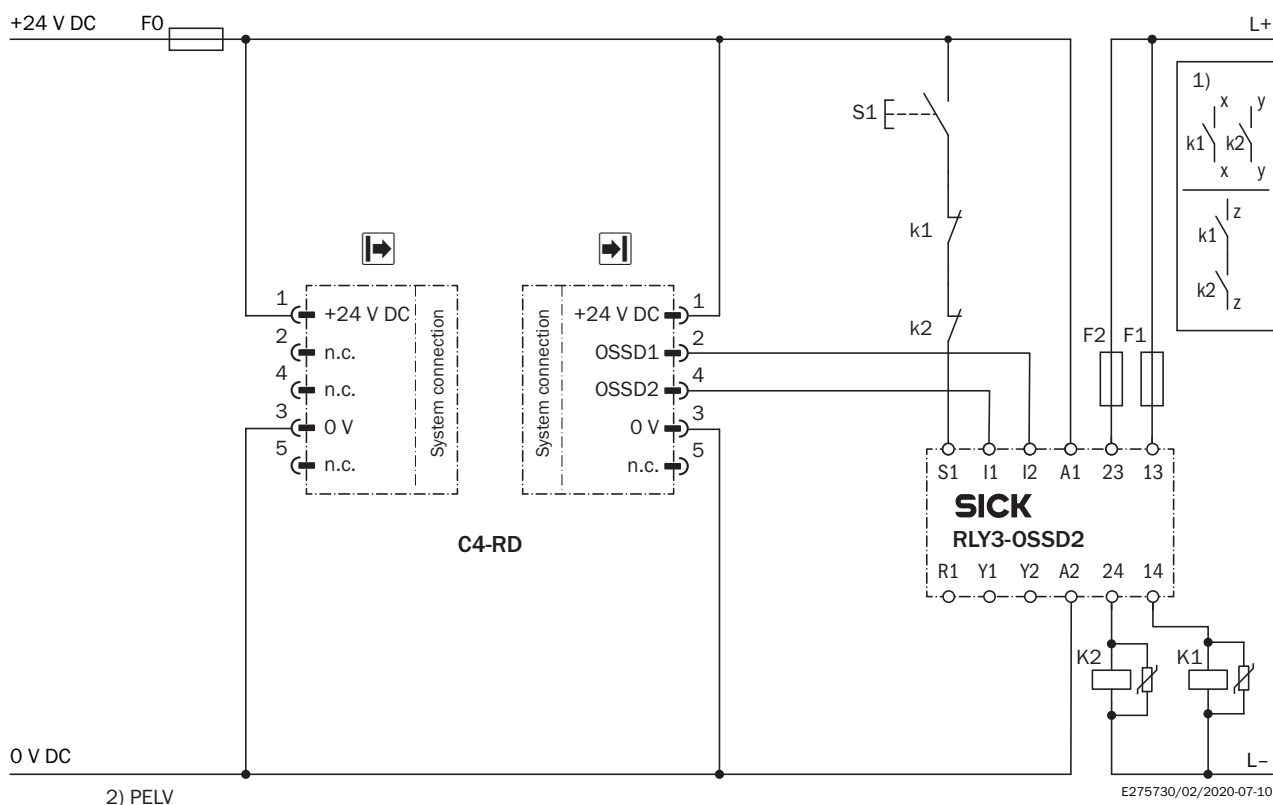 +24 V DC F0 L+
1)
x y
k1 k2
x y
z
k1
k2
z
S1
k1
k2
F2 F1
1 +24 V DC
2 n.c.
4 n.c.
3 0 V
5 n.c.
System connection
System connection
+24 V DC 1
OSSD1 2
OSSD2 4
0 V 3
n.c. 5
C4-RD
S1 I1 I2 A1 23 13
SICK
RLY3-OSSD2
R1 Y1 Y2 A2 24 14
K2 K1
0 V DC L–
2) PELV
E275730/02/2020-07-10